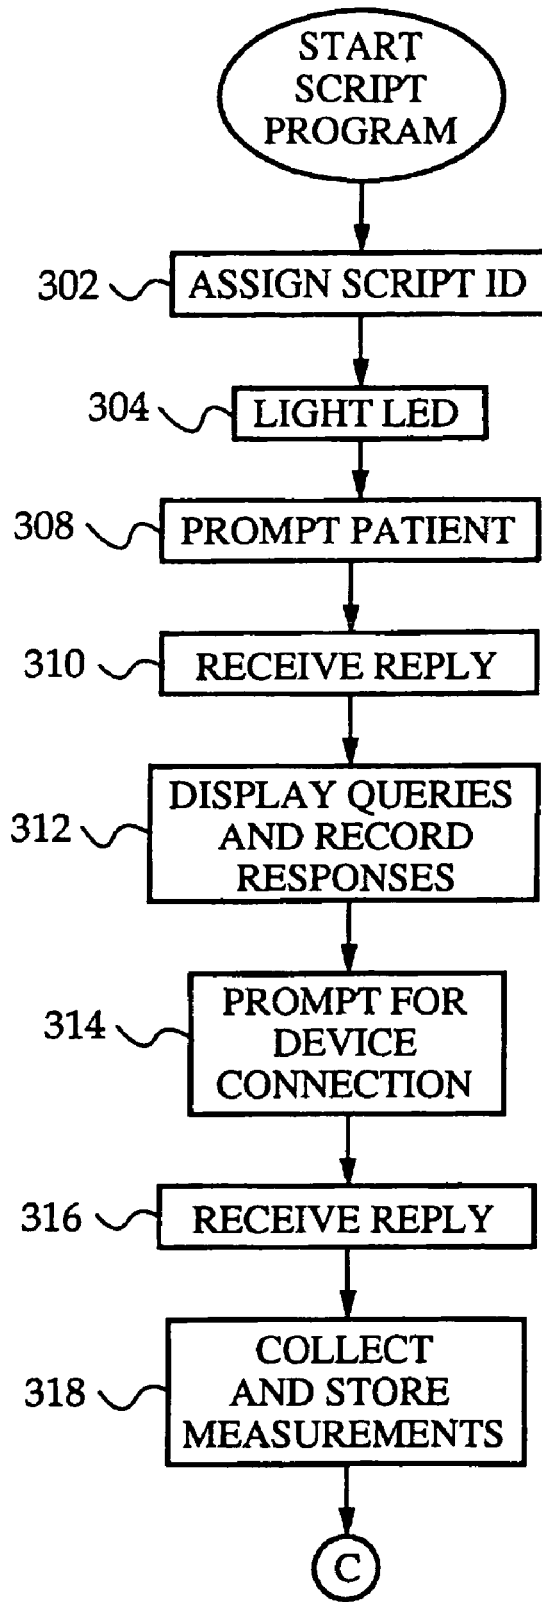 START
SCRIPT
PROGRAM
302
ASSIGN SCRIPT ID
304
LIGHT LED
308
PROMPT PATIENT
310
RECEIVE REPLY
312
DISPLAY QUERIES
AND RECORD
RESPONSES
314
PROMPT FOR
DEVICE
CONNECTION
316
RECEIVE REPLY
318
COLLECT
AND STORE
MEASUREMENTS
C